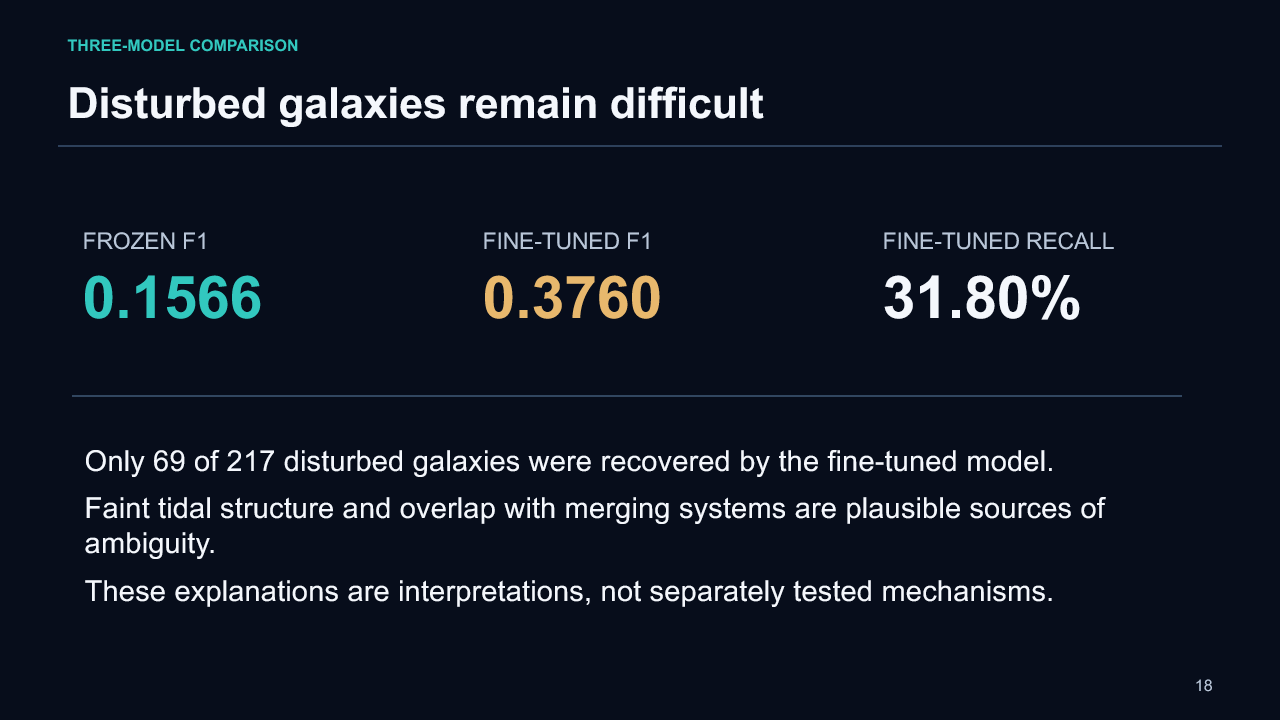 THREE-MODEL COMPARISON
Disturbed galaxies remain difficult
FROZEN F1
0.1566
FINE-TUNED F1
0.3760
FINE-TUNED RECALL
31.80%
Only 69 of 217 disturbed galaxies were recovered by the fine-tuned model.
Faint tidal structure and overlap with merging systems are plausible sources of
ambiguity.
These explanations are interpretations, not separately tested mechanisms.
18